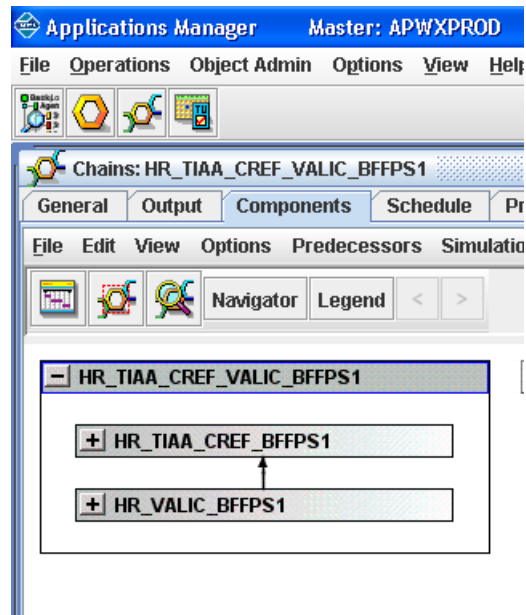 Applications Manager Master: APWXPROD
File Operations Object Admin Options View Help
Chains: HR_TIAA_CREF_VALIC_BFFPS1
General Output Components Schedule
File Edit View Options Predecessors
Navigator Legend < >
HR_TIAA_CREF_VALIC_BFFPS1
HR_TIAA_CREF_BFFPS1
HR_VALIC_BFFPS1